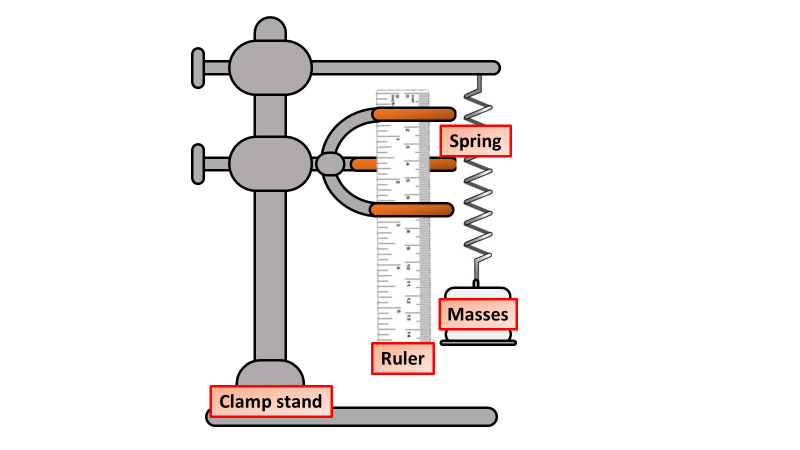 Spring
Masses
Ruler
Clamp stand